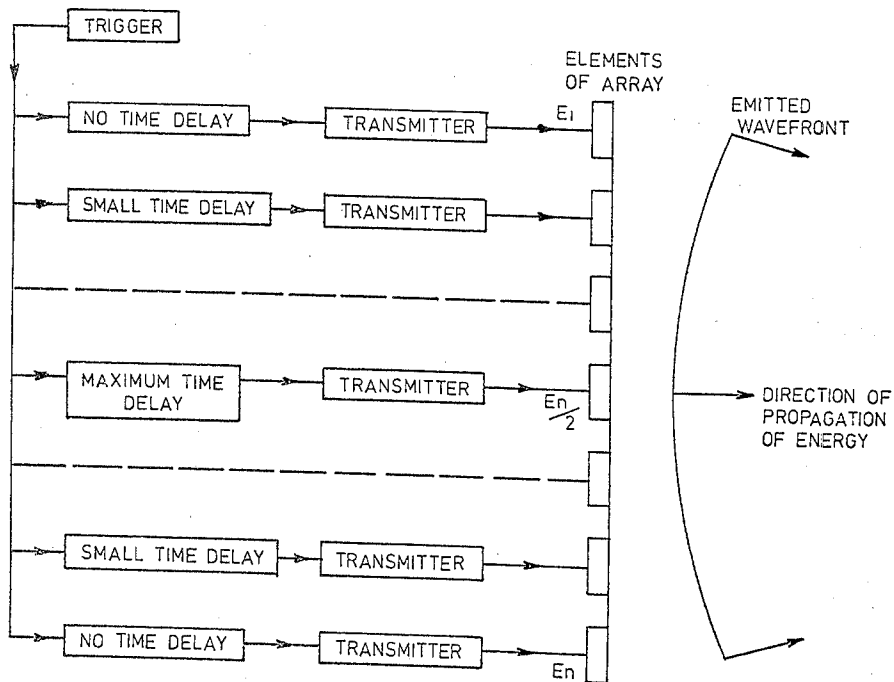 TRIGGER
ELEMENTS
OF ARRAY
EMITTED
WAVEFRONT
NO TIME DELAY
TRANSMITTER
E1
SMALL TIME DELAY
TRANSMITTER
MAXIMUM TIME
DELAY
TRANSMITTER
En/2
DIRECTION OF
PROPAGATION
OF ENERGY
SMALL TIME DELAY
TRANSMITTER
NO TIME DELAY
TRANSMITTER
En